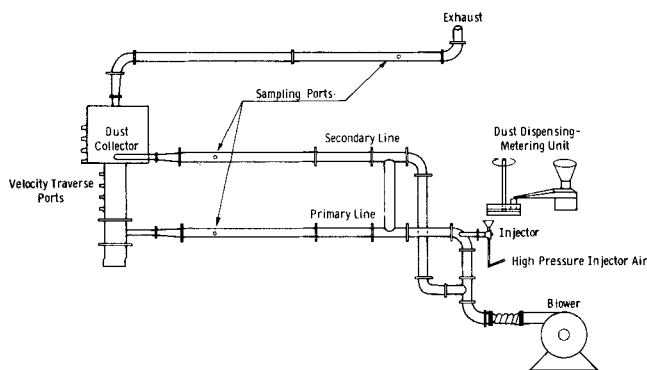 Exhaust
Sampling Ports
Dust
Collector
Secondary Line
Dust Dispensing-
Metering Unit
Velocity Traverse
Ports
Primary Line
Injector
High Pressure Injector Air
Blower